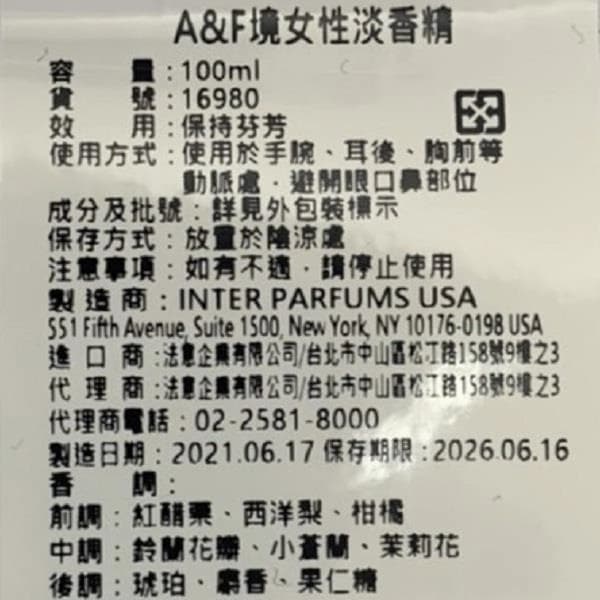 A&F境女性淡香精
容 量：100ml
貨 號：16980
效 用：保持芬芳
使用方式：使用於手腕、耳後、胸前等
動脈處，避開眼口鼻部位
成分及批號：詳見外包裝標示
保存方式：放置於陰涼處
注意事項：如有不適，請停止使用
製造商：INTER PARFUMS USA
551 Fifth Avenue, Suite 1500, New York, NY 10176-0198 USA
進口商：法意企業有限公司/台北市中山區松江路158號9樓之3
代理商：法意企業有限公司/台北市中山區松江路158號9樓之3
代理商電話：02-2581-8000
製造日期：2021.06.17 保存期限：2026.06.16
香 調：
前調：紅醋栗、西洋梨、柑橘
中調：鈴蘭花瓣、小蒼蘭、茉莉花
後調：琥珀、麝香、果仁糖